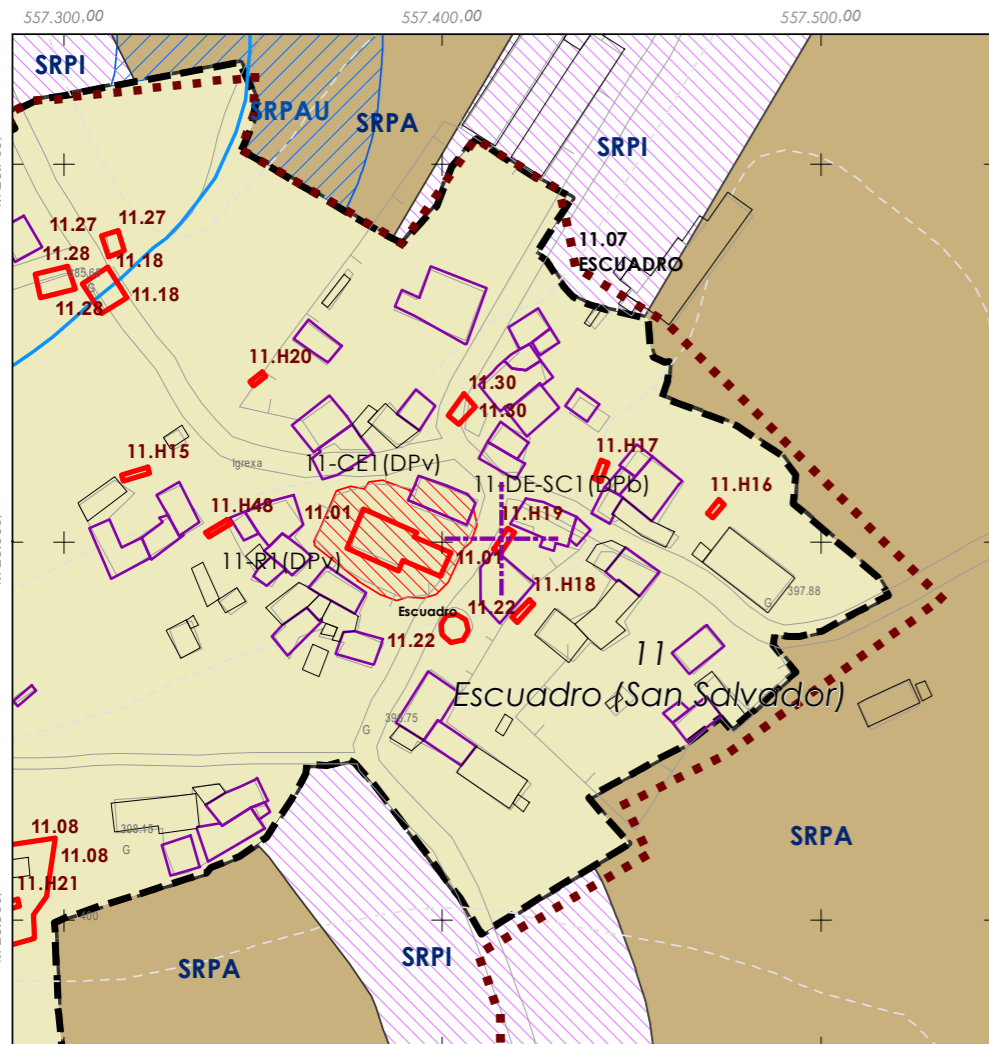 557.300,00
557.400,00
557.500,00
SRPI
SRPAU
SRPA
SRPI
11.27
11.27
11.07
ESCUADRO
11.28
11.18
11.18
11.28
11.H20
11.30
11.30
11.H15
Igrexa
11-CE1(DPv)
11.H17
11-DE-SC1(DPb)
11.H16
11.H48
11.01
11.H19
11-R1(DPv)
11.01
11.H18
397.88
G
Escuadro
11.22
11.22
11
Escuadro (San Salvador)
G
11.08
398.15
11.08
G
SRPA
11.H21
SRPI
SRPA